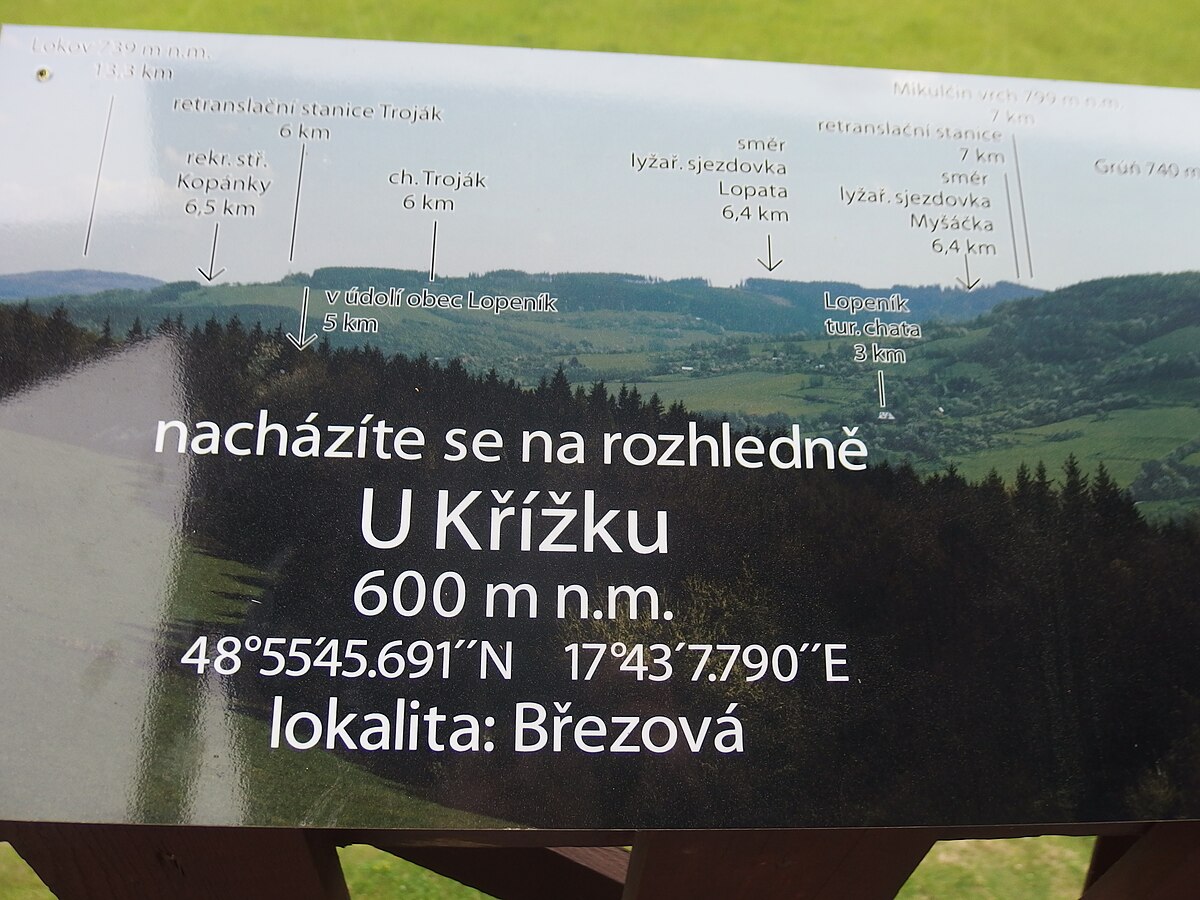 Lokov 739 m n.m.
13,3 km
retranslační stanice Troják
6 km
rekr. stř.
Kopánky
6,5 km
ch. Troják
6 km
směr
lyžař. sjezdovka
Lopata
6,4 km
Mikulčin vrch 799 m n.m.
7 km
retranslační stanice
7 km
směr
lyžař. sjezdovka
Myšáčka
6,4 km
Grúň 740 m
v údolí obec Lopeník
5 km
Lopeník
tur. chata
3 km
nacházíte se na rozhledně
U Křížku
600 m n.m.
48°55´45.691´´N 17°43´7.790´´E
lokalita: Březová